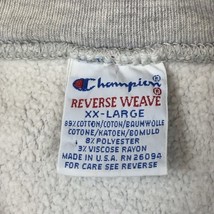 Champion
REVERSE WEAVE
XX-LARGE
89% COTTON/COTON/BAUMWOLLE
COTONE/KATOEN/BOMULD
8% POLYESTER
3% VISCOSE RAYON
MADE IN U.S.A. RN 26094
FOR CARE SEE REVERSE